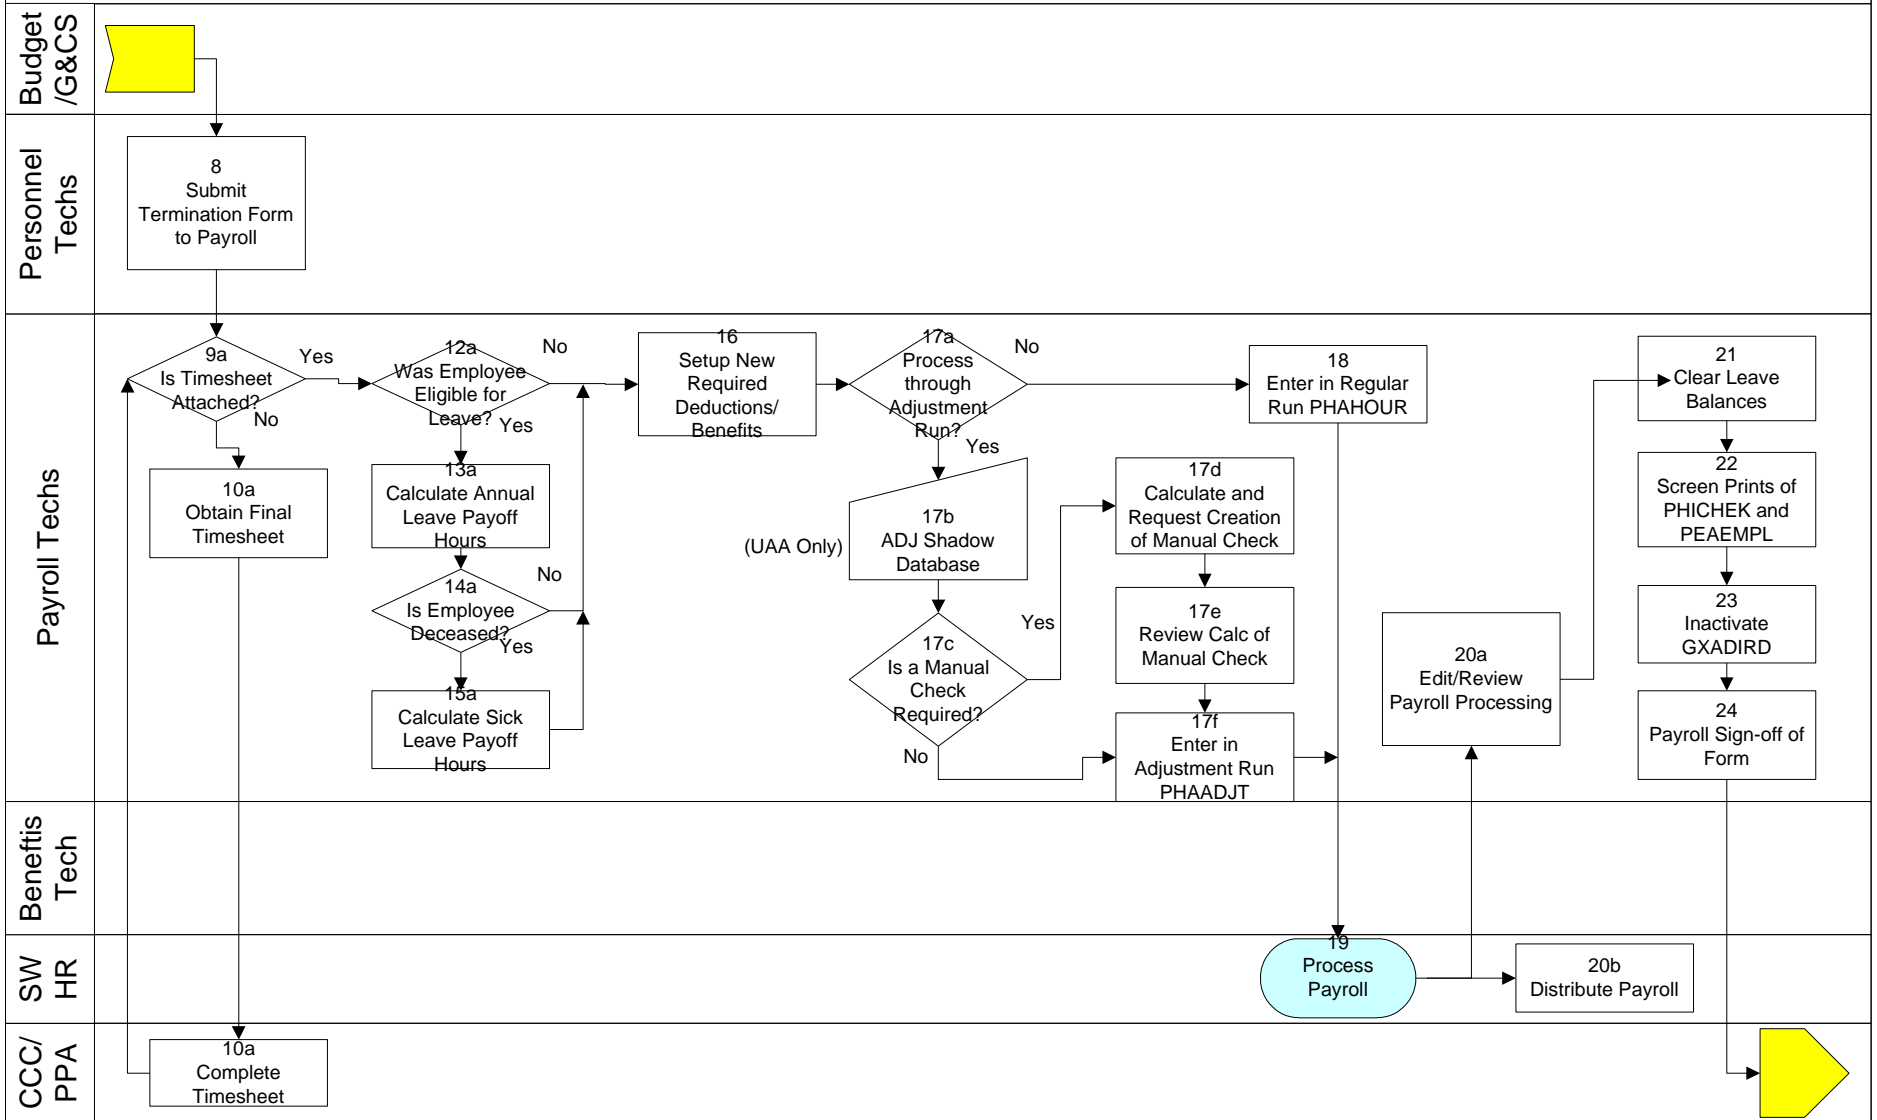 Budget
/G&CS
Personnel
Techs
8
Submit
Termination Form
to Payroll
Payroll Techs
9a
Is Timesheet
Attached?
Yes
No
10a
Obtain Final
Timesheet
12a
Was Employee
Eligible for
Leave?
No
Yes
13a
Calculate Annual
Leave Payoff
Hours
14a
Is Employee
Deceased?
No
Yes
15a
Calculate Sick
Leave Payoff
Hours
16
Setup New
Required
Deductions/
Benefits
17a
Process
through
Adjustment
Run?
No
Yes
(UAA Only)
17b
ADJ Shadow
Database
17c
Is a Manual
Check
Required?
Yes
No
17d
Calculate and
Request Creation
of Manual Check
17e
Review Calc of
Manual Check
17f
Enter in
Adjustment Run
PHAADJT
18
Enter in Regular
Run PHAHOUR
20a
Edit/Review
Payroll Processing
21
Clear Leave
Balances
22
Screen Prints of
PHICHEK and
PEAEMPL
23
Inactivate
GXADIRD
24
Payroll Sign-off of
Form
Beneftis
Tech
SW
HR
19
Process
Payroll
20b
Distribute Payroll
CCC/
PPA
10a
Complete
Timesheet